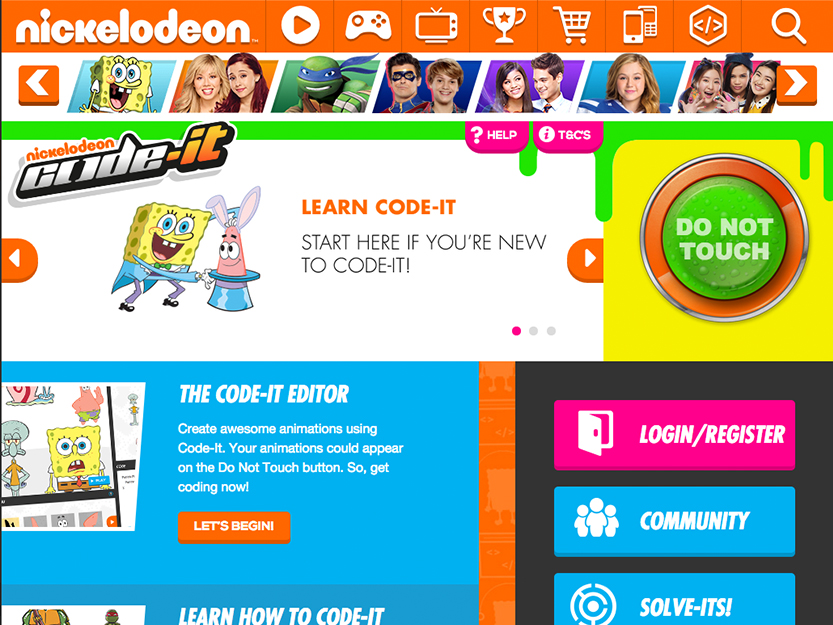 nickelodeon™
? HELP
i T&C'S
nickelodeon
code-it
LEARN CODE-IT
START HERE IF YOU'RE NEW
TO CODE-IT!
DO NOT
TOUCH
THE CODE-IT EDITOR
Create awesome animations using
Code-It. Your animations could appear
on the Do Not Touch button. So, get
coding now!
LET'S BEGIN!
PLAY
LOGIN/REGISTER
COMMUNITY
SOLVE-ITS!
LEARN HOW TO CODE-IT